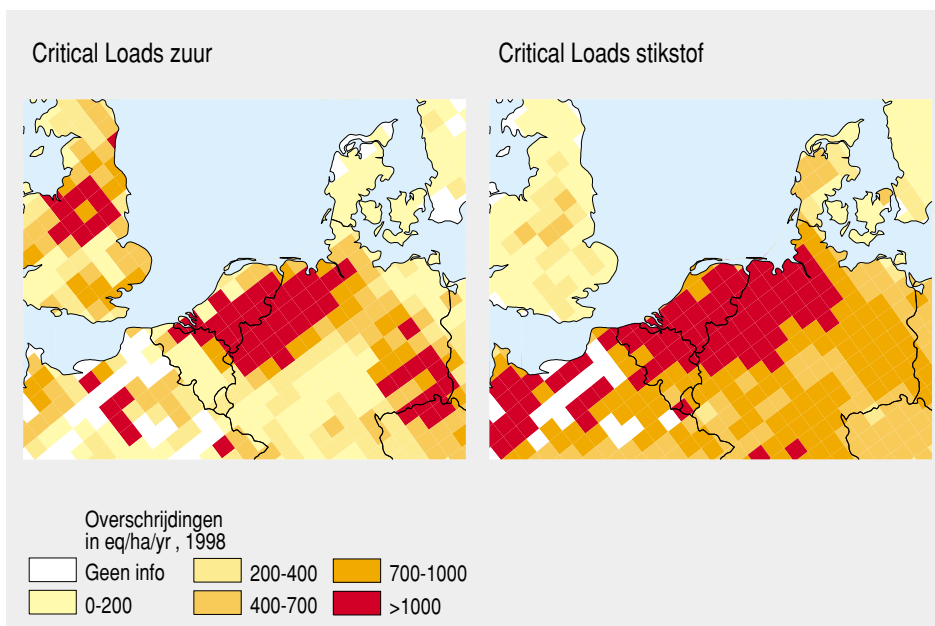 Critical Loads zuur
Critical Loads stikstof
Overschrijdingen
in eq/ha/yr , 1998
Geen info
200-400
700-1000
0-200
400-700
>1000